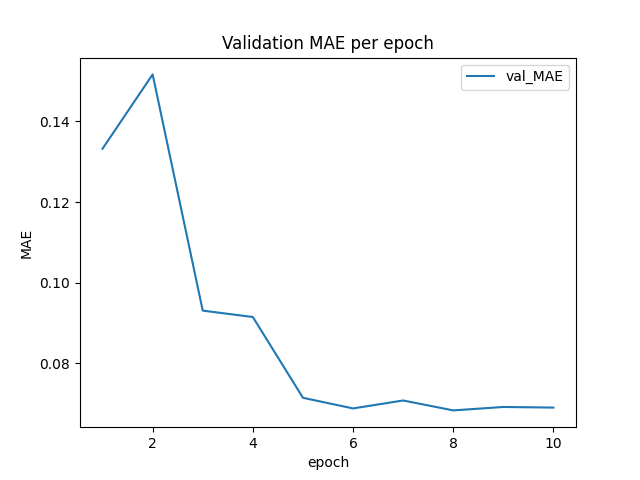 Validation MAE per epoch
val_MAE
MAE
0.14
0.12
0.10
0.08
2 4 6 8 10
epoch